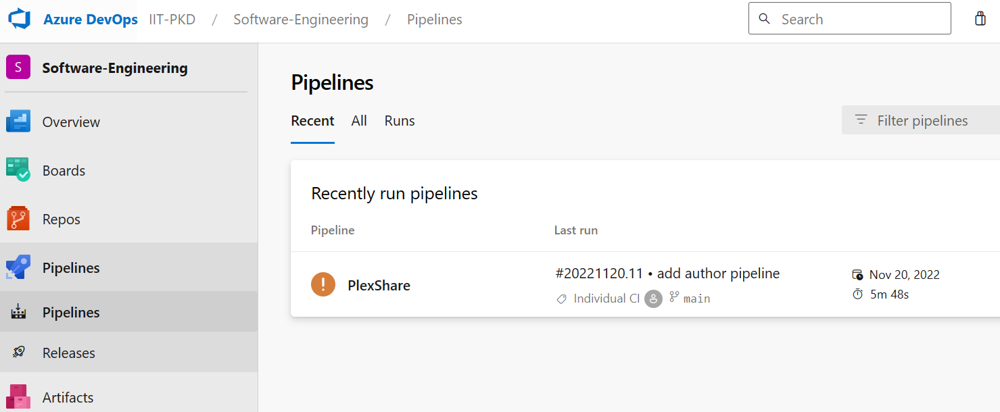 Azure DevOps IIT-PKD / Software-Engineering / Pipelines Search
S Software-Engineering
Overview
Boards
Repos
Pipelines
Pipelines
Releases
Artifacts
Pipelines
Recent All Runs
Filter pipelines
Recently run pipelines
Pipeline Last run
! PlexShare
#20221120.11 • add author pipeline
Individual CI main
Nov 20, 2022
5m 48s